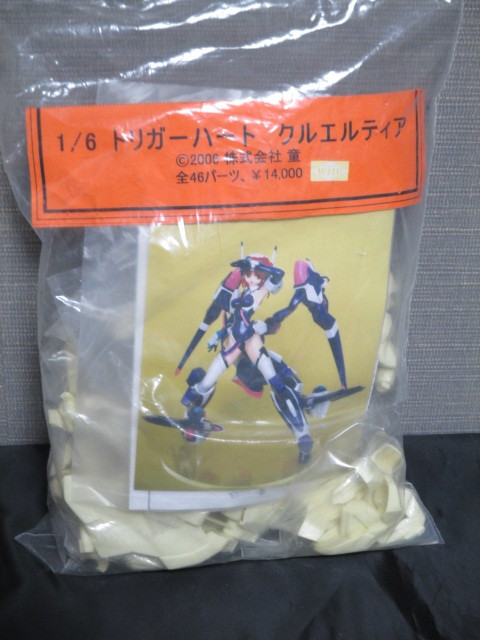 1/6 トリガーハート クルエルティア
©2006 株式会社 童
全46パーツ、￥14,000